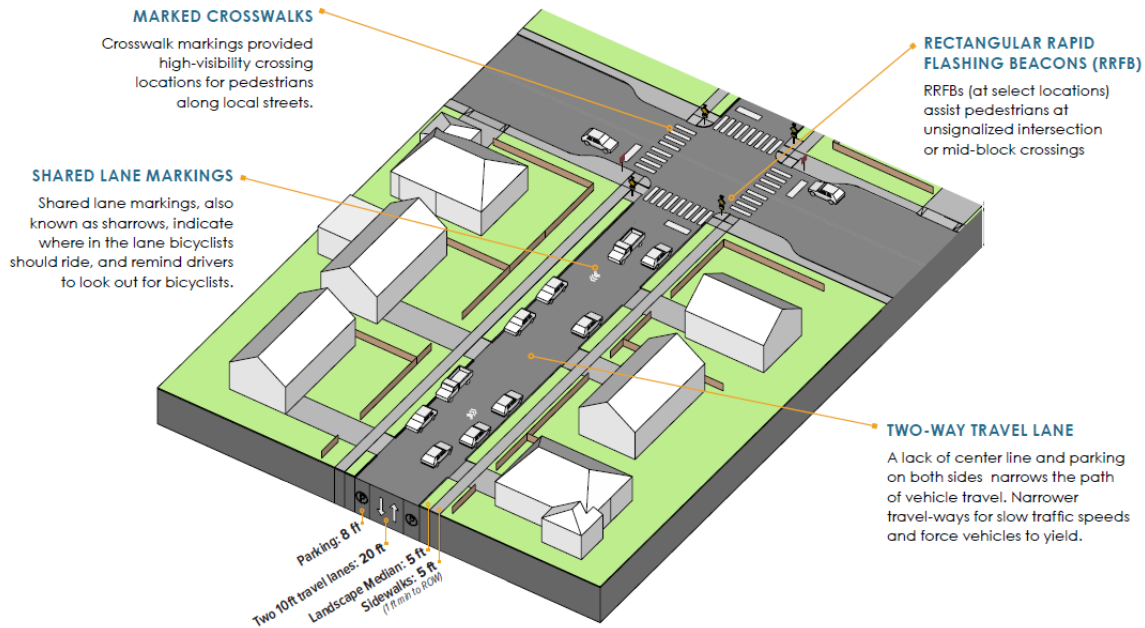 MARKED CROSSWALKS
Crosswalk markings provided
high-visibility crossing
locations for pedestrians
along local streets.
RECTANGULAR RAPID
FLASHING BEACONS (RRFB)
RRFBs (at select locations)
assist pedestrians at
unsignalized intersection
or mid-block crossings
SHARED LANE MARKINGS
Shared lane markings, also
known as sharrows, indicate
where in the lane bicyclists
should ride, and remind drivers
to look out for bicyclists.
TWO-WAY TRAVEL LANE
A lack of center line and parking
on both sides narrows the path
of vehicle travel. Narrower
travel-ways for slow traffic speeds
and force vehicles to yield.
P
P
Parking: 8 ft
Two 10ft travel lanes: 20 ft
Landscape Median: 5 ft
Sidewalks: 5 ft
(1 ft min to ROW)